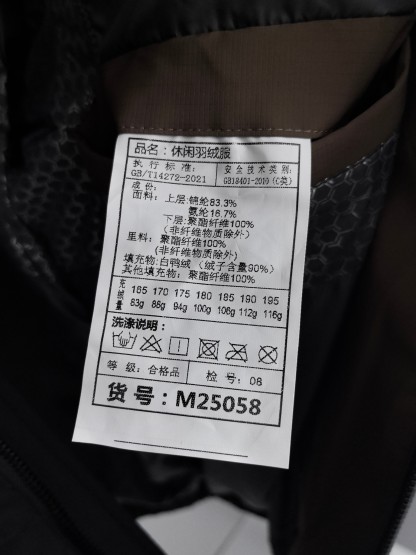 品名：休闲羽绒服
执行标准：
GB/T14272-2021
安全技术类别：
GB18401-2010（C类）
成份：
面料：上层：锦纶83.3%
氨纶16.7%
下层：聚酯纤维100%
（非纤维物质除外）
里料：聚酯纤维100%
（非纤维物质除外）
填充物：白鸭绒（绒子含量90%）
其他填充物：聚酯纤维100%
充绒量
165 170 175 180 185 190 195
83g 88g 94g 100g 106g 112g 116g
洗涤说明：
等级：合格品
检号：08
货号：M25058